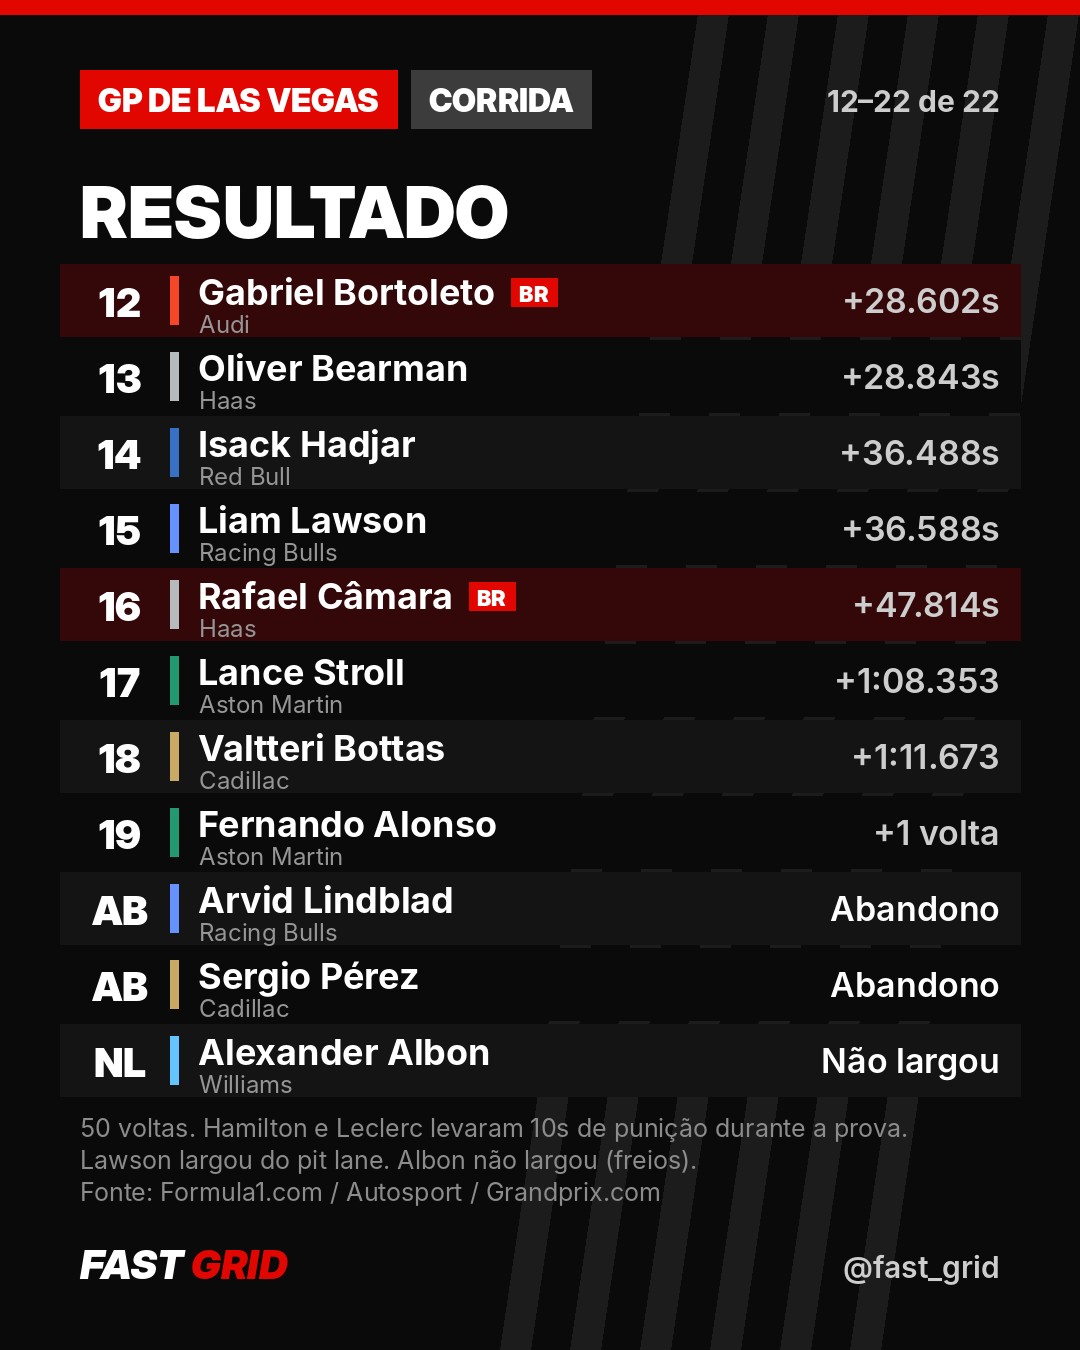 GP DE LAS VEGAS CORRIDA 12–22 de 22
RESULTADO
12 Gabriel Bortoleto BR +28.602s
Audi
13 Oliver Bearman +28.843s
Haas
14 Isack Hadjar +36.488s
Red Bull
15 Liam Lawson +36.588s
Racing Bulls
16 Rafael Câmara BR +47.814s
Haas
17 Lance Stroll +1:08.353
Aston Martin
18 Valtteri Bottas +1:11.673
Cadillac
19 Fernando Alonso +1 volta
Aston Martin
AB Arvid Lindblad Abandono
Racing Bulls
AB Sergio Pérez Abandono
Cadillac
NL Alexander Albon Não largou
Williams
50 voltas. Hamilton e Leclerc levaram 10s de punição durante a prova.
Lawson largou do pit lane. Albon não largou (freios).
Fonte: Formula1.com / Autosport / Grandprix.com
FAST GRID @fast_grid